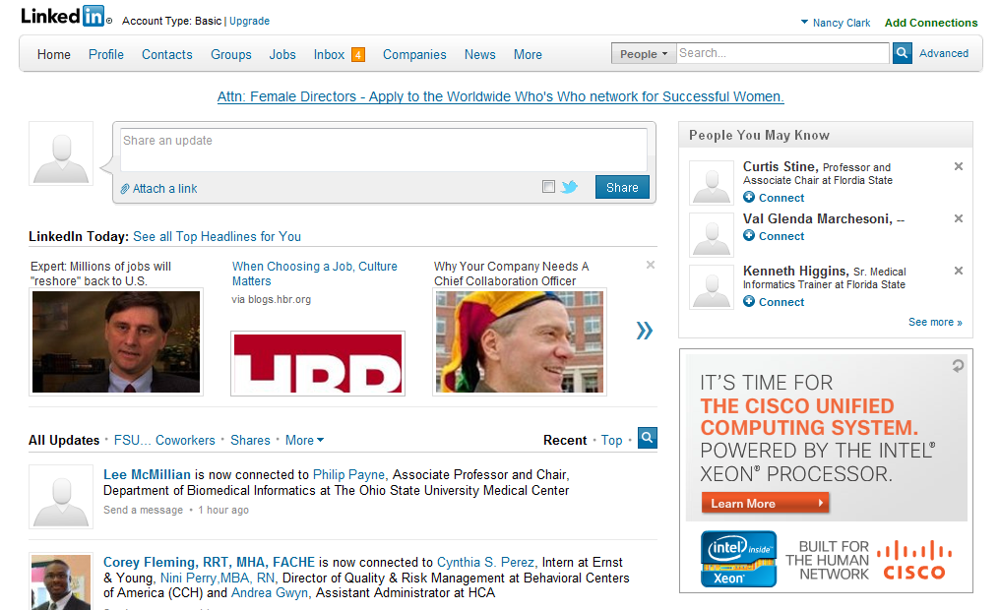 Linked in® Account Type: Basic | Upgrade
Nancy Clark Add Connections
Home Profile Contacts Groups Jobs Inbox 4 Companies News More People Search... Advanced
Attn: Female Directors - Apply to the Worldwide Who's Who network for Successful Women.
Share an update
Attach a link Share
LinkedIn Today: See all Top Headlines for You
Expert: Millions of jobs will
"reshore" back to U.S.
When Choosing a Job, Culture
Matters
via blogs.hbr.org
HBR
Why Your Company Needs A
Chief Collaboration Officer
All Updates • FSU... Coworkers • Shares • More Recent • Top •
Lee McMillian is now connected to Philip Payne, Associate Professor and Chair,
Department of Biomedical Informatics at The Ohio State University Medical Center
Send a message • 1 hour ago
Corey Fleming, RRT, MHA, FACHE is now connected to Cynthia S. Perez, Intern at Ernst
& Young, Nini Perry,MBA, RN, Director of Quality & Risk Management at Behavioral Centers
of America (CCH) and Andrea Gwyn, Assistant Administrator at HCA
People You May Know
Curtis Stine, Professor and
Associate Chair at Flordia State
Connect
Val Glenda Marchesoni, --
Connect
Kenneth Higgins, Sr. Medical
Informatics Trainer at Florida State
Connect
See more »
IT'S TIME FOR
THE CISCO UNIFIED
COMPUTING SYSTEM.
POWERED BY THE INTEL®
XEON® PROCESSOR.
Learn More
intel inside™
Xeon®
BUILT FOR
THE HUMAN
NETWORK
CISCO